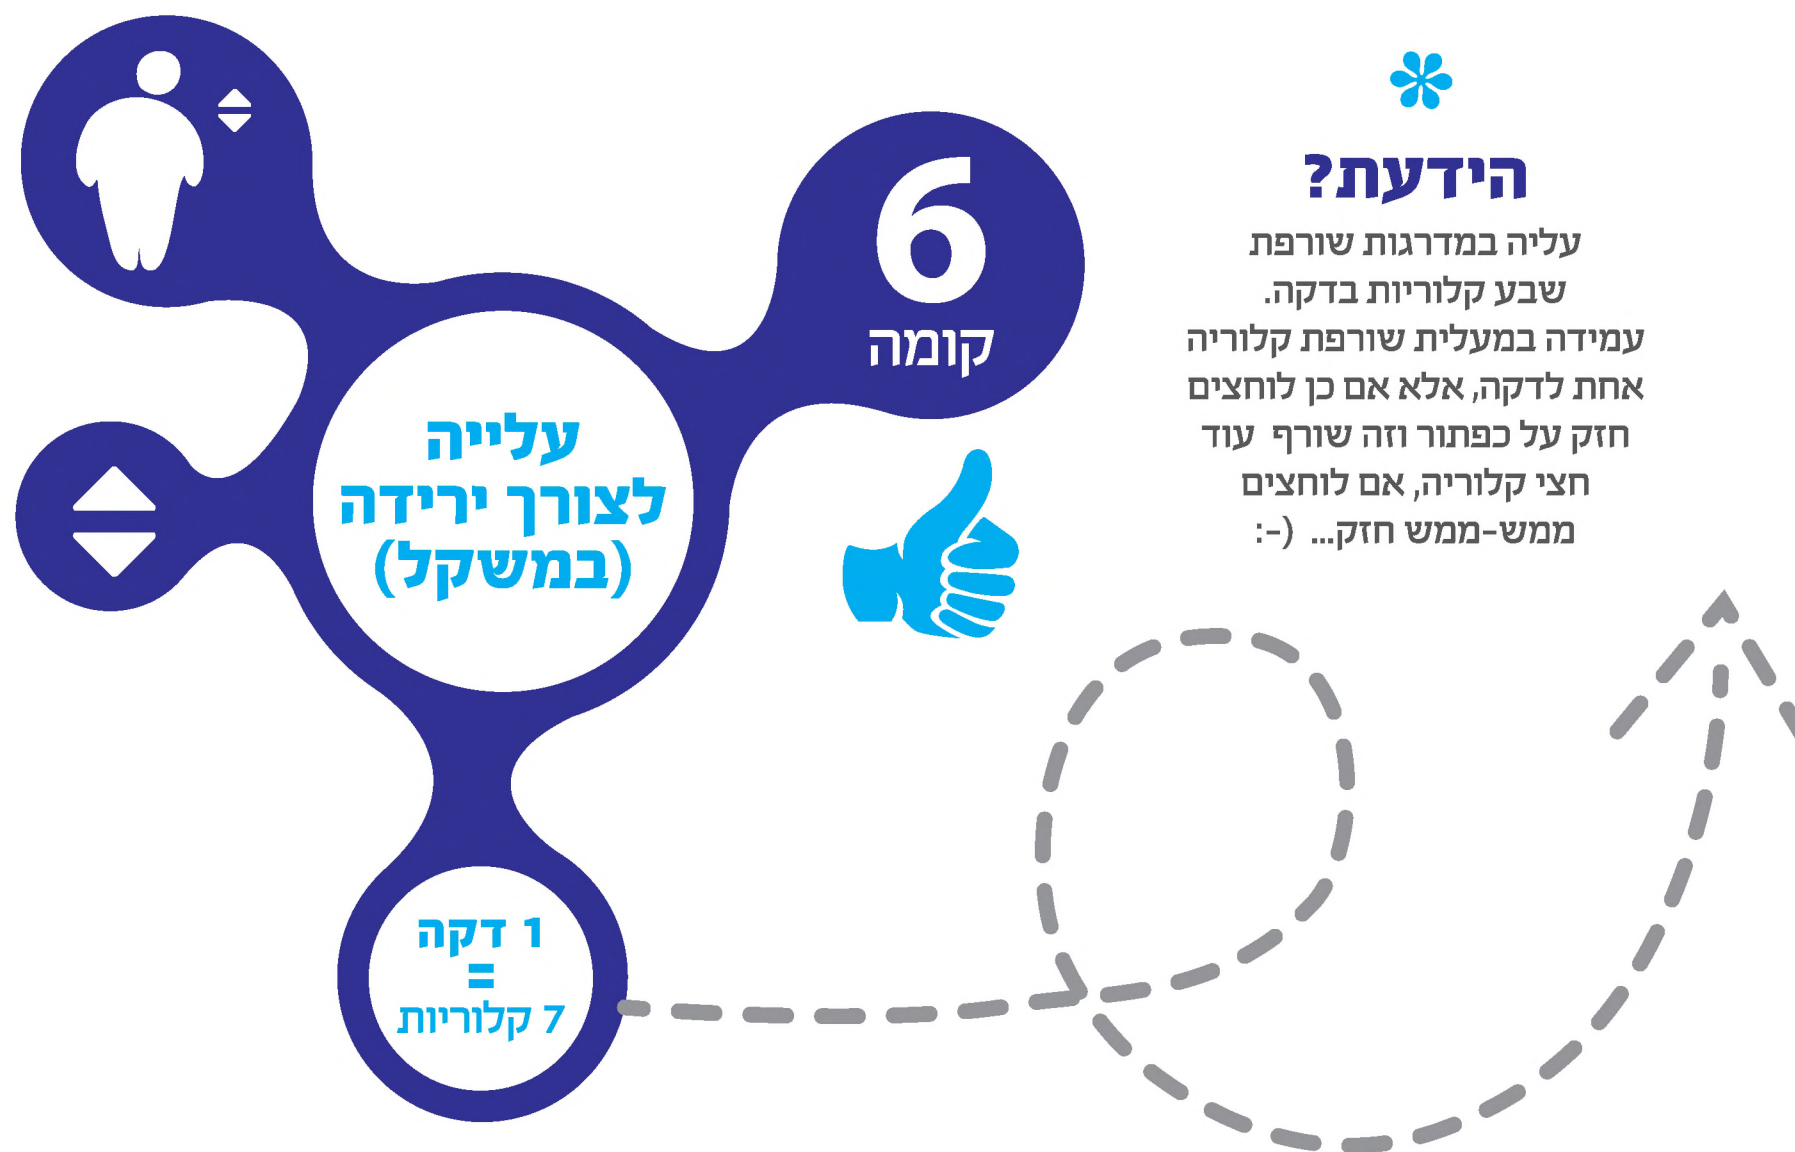 הידעת?
עליה במדרגות שורפת
שבע קלוריות בדקה.
עמידה במעלית שורפת קלוריה
אחת לדקה, אלא אם כן לוחצים
חזק על כפתור וזה שורף עוד
חצי קלוריה, אם לוחצים
ממש-ממש חזק... (-:
6
קומה
עלייה
לצורך ירידה
(במשקל)
1 דקה
=
7 קלוריות